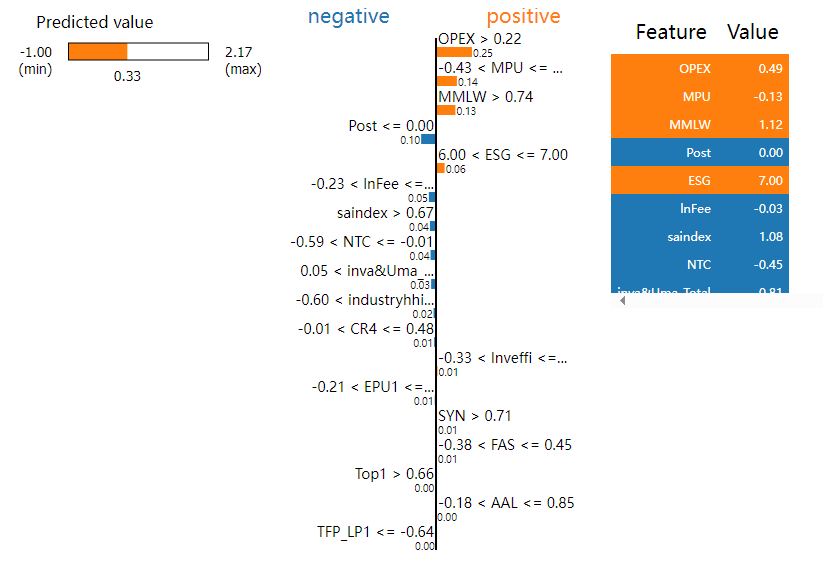 Predicted value
-1.00
(min)
2.17
(max)
0.33
negative positive
OPEX > 0.22
0.25
-0.43 < MPU <= ...
0.14
MMLW > 0.74
0.13
Post <= 0.00
0.10
6.00 < ESG <= 7.00
0.06
-0.23 < lnFee <=...
0.05
saindex > 0.67
0.04
-0.59 < NTC <= -0.01
0.04
0.05 < inva&Uma_...
0.03
-0.60 < industryhhi...
0.02
-0.01 < CR4 <= 0.48
0.01
-0.33 < Inveffi <=...
0.01
-0.21 < EPU1 <=...
0.01
SYN > 0.71
0.01
-0.38 < FAS <= 0.45
0.01
Top1 > 0.66
0.00
-0.18 < AAL <= 0.85
0.00
TFP_LP1 <= -0.64
0.00
Feature Value
OPEX 0.49
MPU -0.13
MMLW 1.12
Post 0.00
ESG 7.00
lnFee -0.03
saindex 1.08
NTC -0.45
inva&Uma_Total 0.81